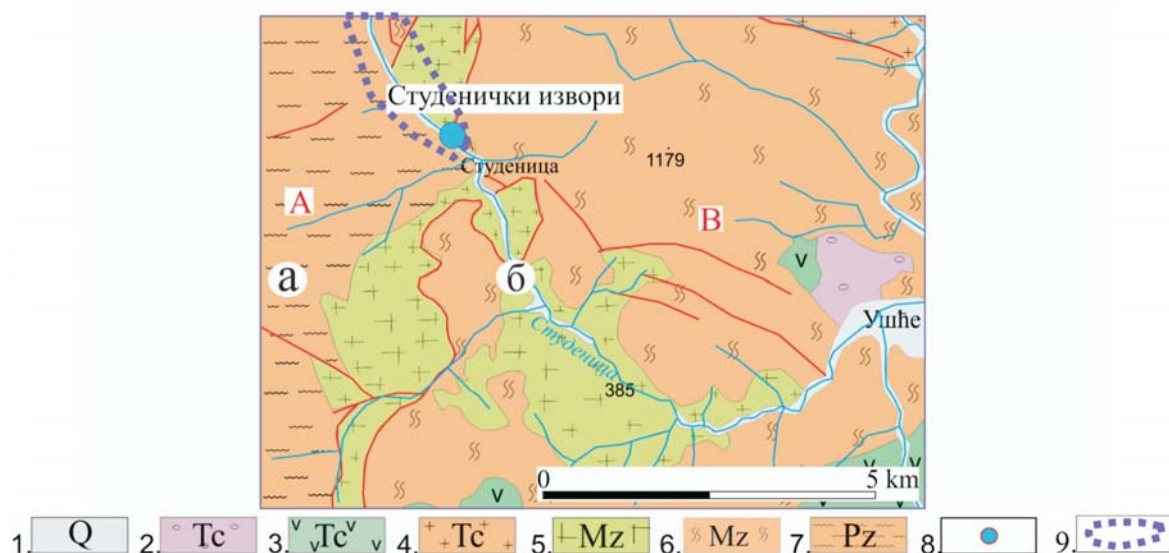 Студенички извори
Студеница
1179
А
В
а
б
Ушће
Студеница
385
0
5 km
1. Q 2. Tc 3. Tc 4. Tc 5. Mz 6. Mz 7. Pz 8. 9.